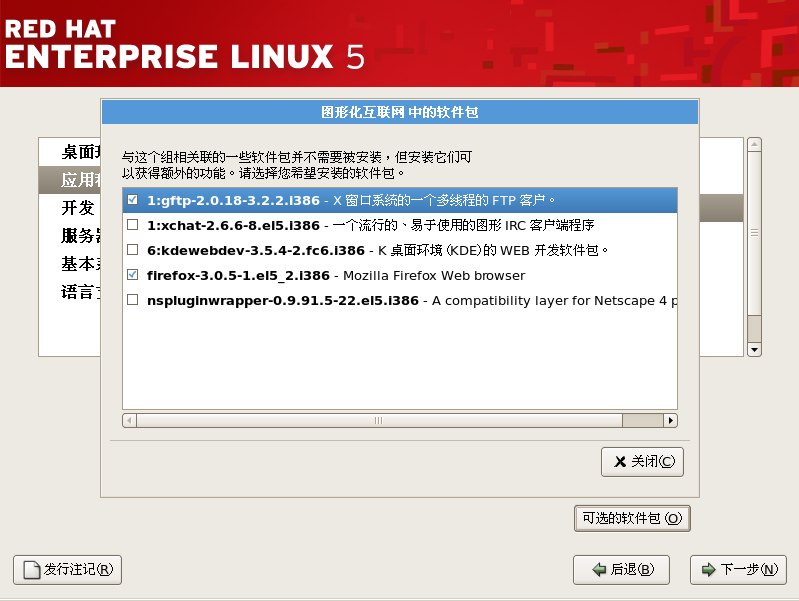 RED HAT
ENTERPRISE LINUX 5
图形化互联网 中的软件包
与这个组相关联的一些软件包并不需要被安装，但安装它们可
以获得额外的功能。请选择您希望安装的软件包。
桌面
应用
开发
服务
基本
语言
1:gftp-2.0.18-3.2.2.i386 - X 窗口系统的一个多线程的 FTP 客户。
1:xchat-2.6.6-8.el5.i386 - 一个流行的、易于使用的图形 IRC 客户端程序
6:kdewebdev-3.5.4-2.fc6.i386 - K 桌面环境(KDE)的 WEB 开发软件包。
firefox-3.0.5-1.el5_2.i386 - Mozilla Firefox Web browser
nspluginwrapper-0.9.91.5-22.el5.i386 - A compatibility layer for Netscape 4 p
关闭(C)
可选的软件包 (O)
发行注记(R)
后退(B)
下一步(N)